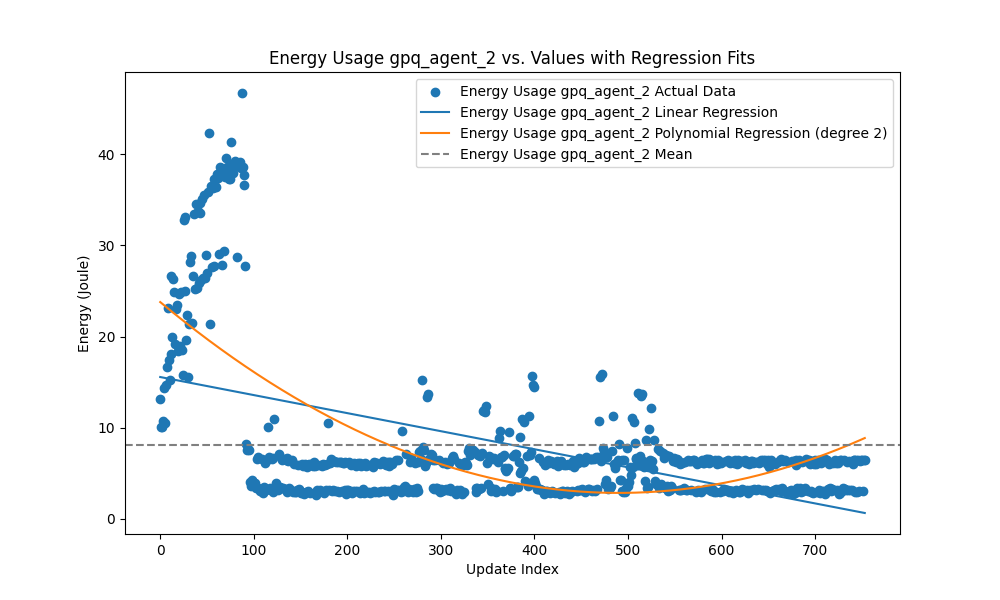 Energy Usage gpq_agent_2 vs. Values with Regression Fits
Energy Usage gpq_agent_2 Actual Data
Energy Usage gpq_agent_2 Linear Regression
Energy Usage gpq_agent_2 Polynomial Regression (degree 2)
Energy Usage gpq_agent_2 Mean
Energy (Joule)
40
30
20
10
0
0 100 200 300 400 500 600 700
Update Index